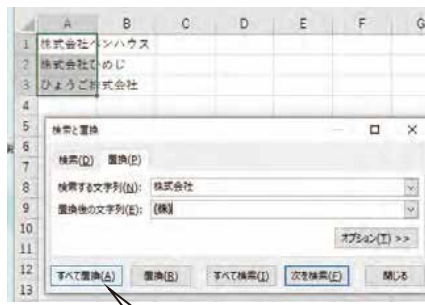 A B C D E F G
1 株式会社ペンハウス
2 株式会社ひめじ
3 ひょうご株式会社
4
5
6
7
8
9
10
11
12
13
検索と置換
検索(D) 置換(P)
検索する文字列(N): 株式会社
置換後の文字列(E): (株)
オプション(T) >>
すべて置換(A) 置換(R) すべて検索(I) 次を検索(F) 閉じる